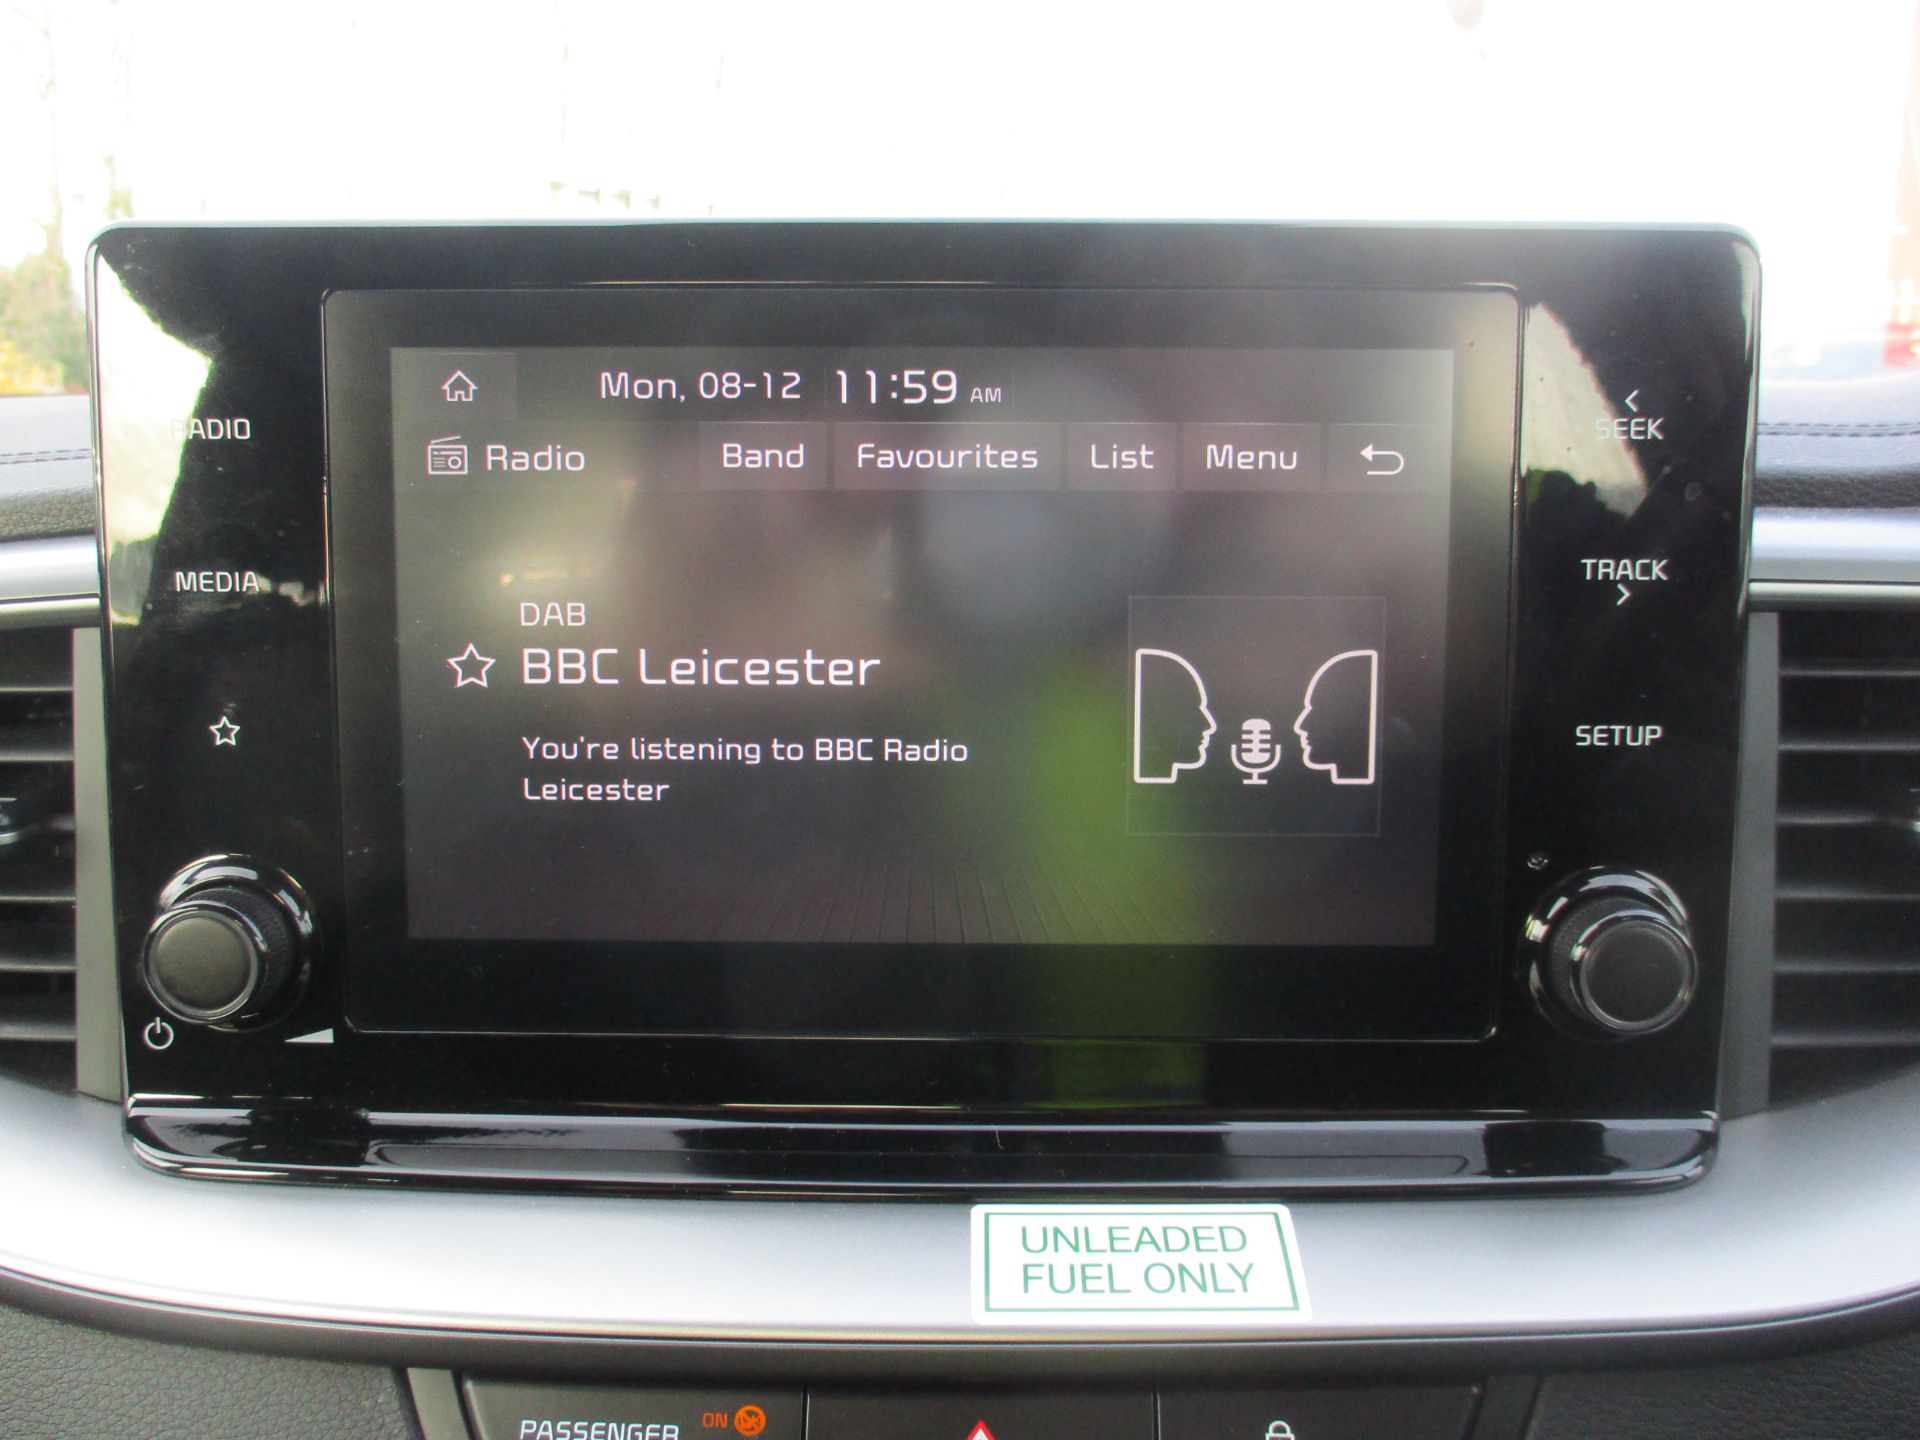 Mon, 08-12 11:59 AM
RADIO
SEEK
Radio Band Favourites List Menu
MEDIA
TRACK
DAB
BBC Leicester
SETUP
You're listening to BBC Radio
Leicester
UNLEADED
FUEL ONLY
PASSENGER ON